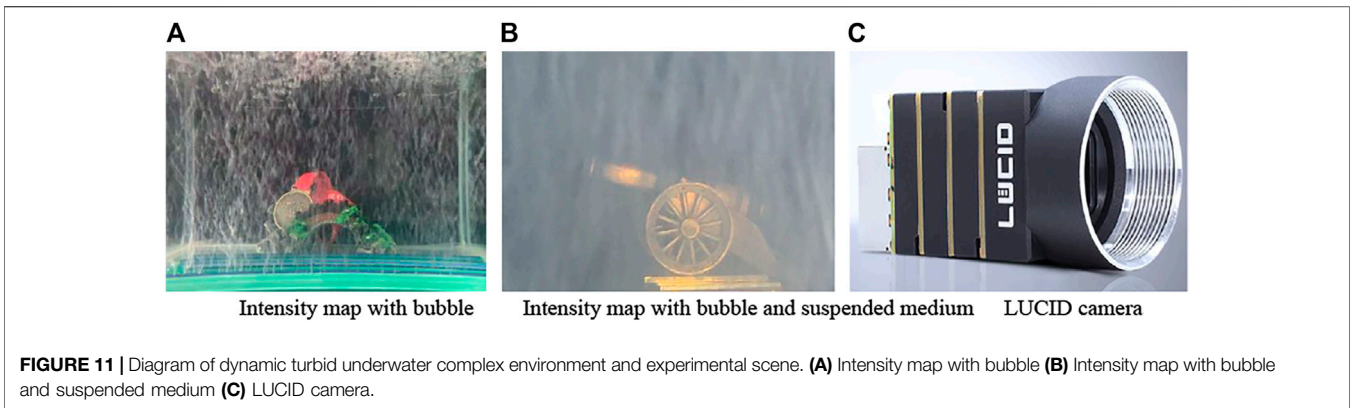 A
B
C
LUCID
Intensity map with bubble
Intensity map with bubble and suspended medium
LUCID camera
FIGURE 11 | Diagram of dynamic turbid underwater complex environment and experimental scene. (A) Intensity map with bubble (B) Intensity map with bubble
and suspended medium (C) LUCID camera.